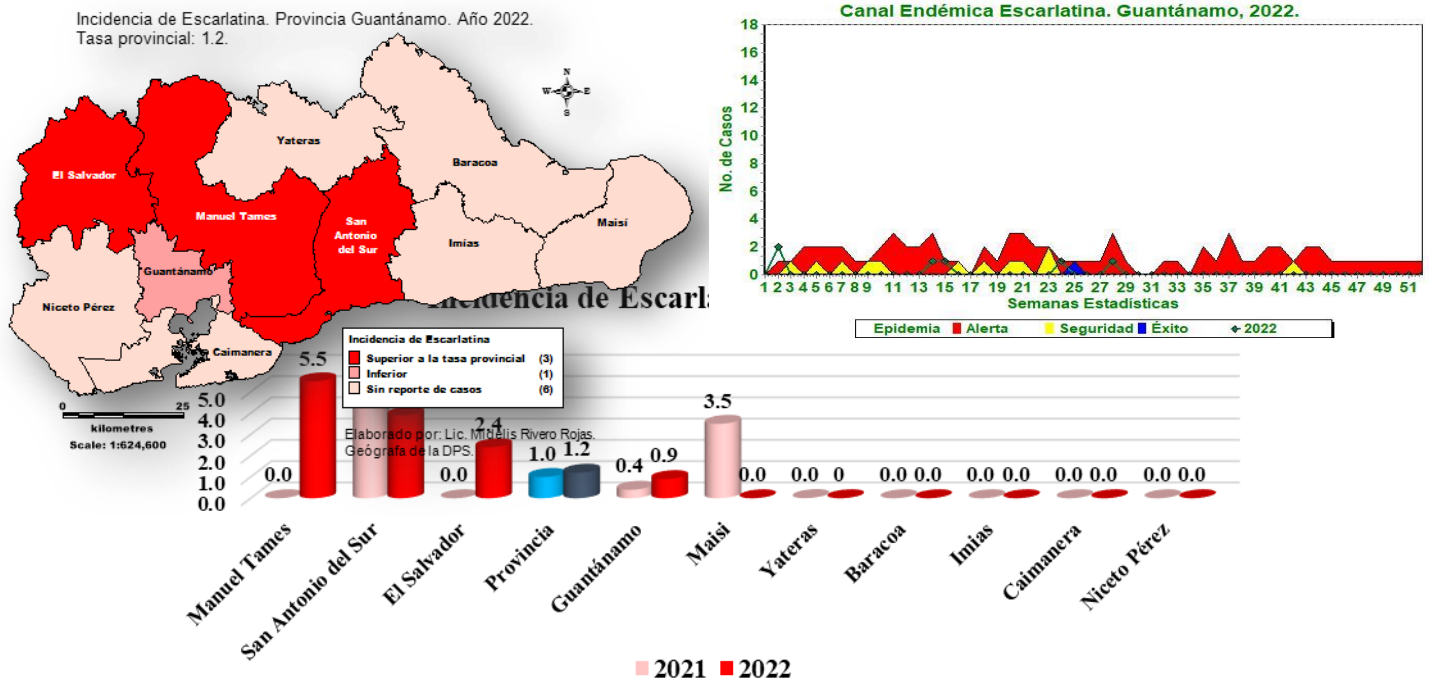 Incidencia de Escarlatina. Provincia Guantánamo. Año 2022.
Tasa provincial: 1.2.
N
W E
S
Yateras
Baracoa
El Salvador
Manuel Tames
San
Antonio
del Sur
Maisí
Imías
Guantánamo
Niceto Pérez
Caimanera
Incidencia de Escatlatina
Superior a la tasa provincial (3)
Inferior (1)
Sin reporte de casos (6)
0 25
kilometres
Scale: 1:624,600
Elaborado por: Lic. Midelis Rivero Rojas.
Geógrafa de la DPS.
Canal Endémica Escarlatina. Guantánamo, 2022.
No. de Casos
18
16
14
12
10
8
6
4
2
0
1 2 3 4 5 6 7 8 9 11 13 15 17 19 21 23 25 27 29 31 33 35 37 39 41 43 45 47 49 51
Semanas Estadísticas
Epidemia Alerta Seguridad Éxito 2022
Incidencia de Escarla
5.0
4.0
3.0
2.0
1.0
0.0
0.0 5.5 0.0 2.4 1.0 1.2 0.4 0.9 3.5 0.0 0.0 0 0.0 0.0 0.0 0.0 0.0 0.0 0.0 0.0
Manuel Tames
San Antonio del Sur
El Salvador
Provincia
Guantánamo
Maisi
Yateras
Baracoa
Imias
Caimanera
Niceto Pérez
2021 2022